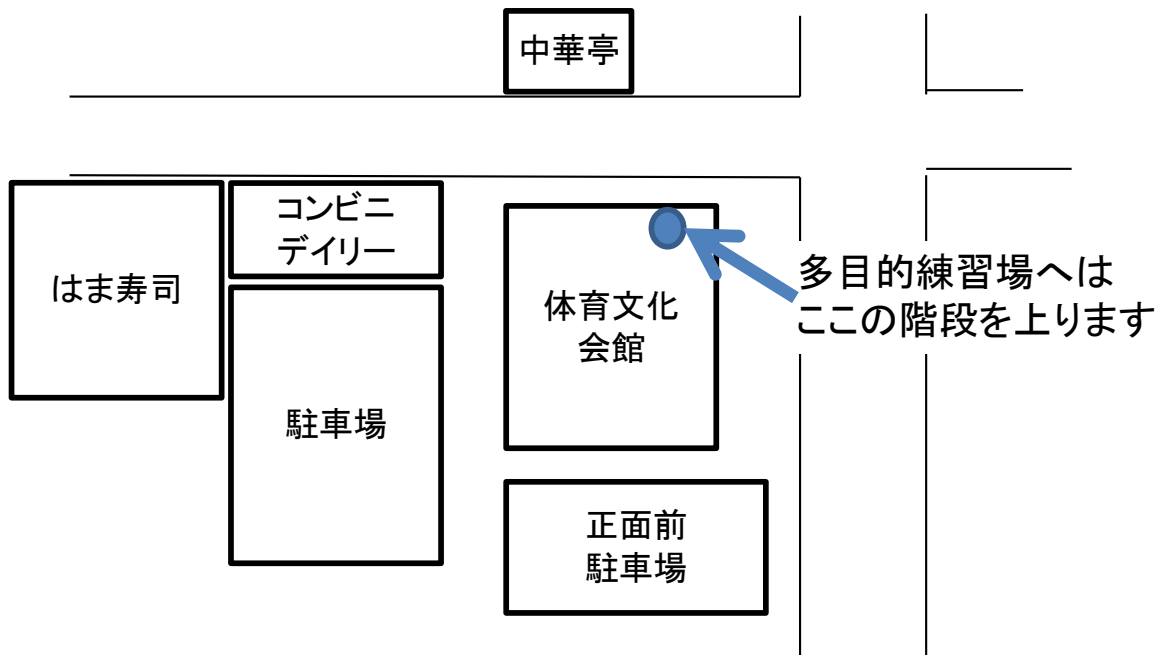 中華亭
コンビニ
デイリー
はま寿司
体育文化
会館
多目的練習場へは
ここの階段を上ります
駐車場
正面前
駐車場